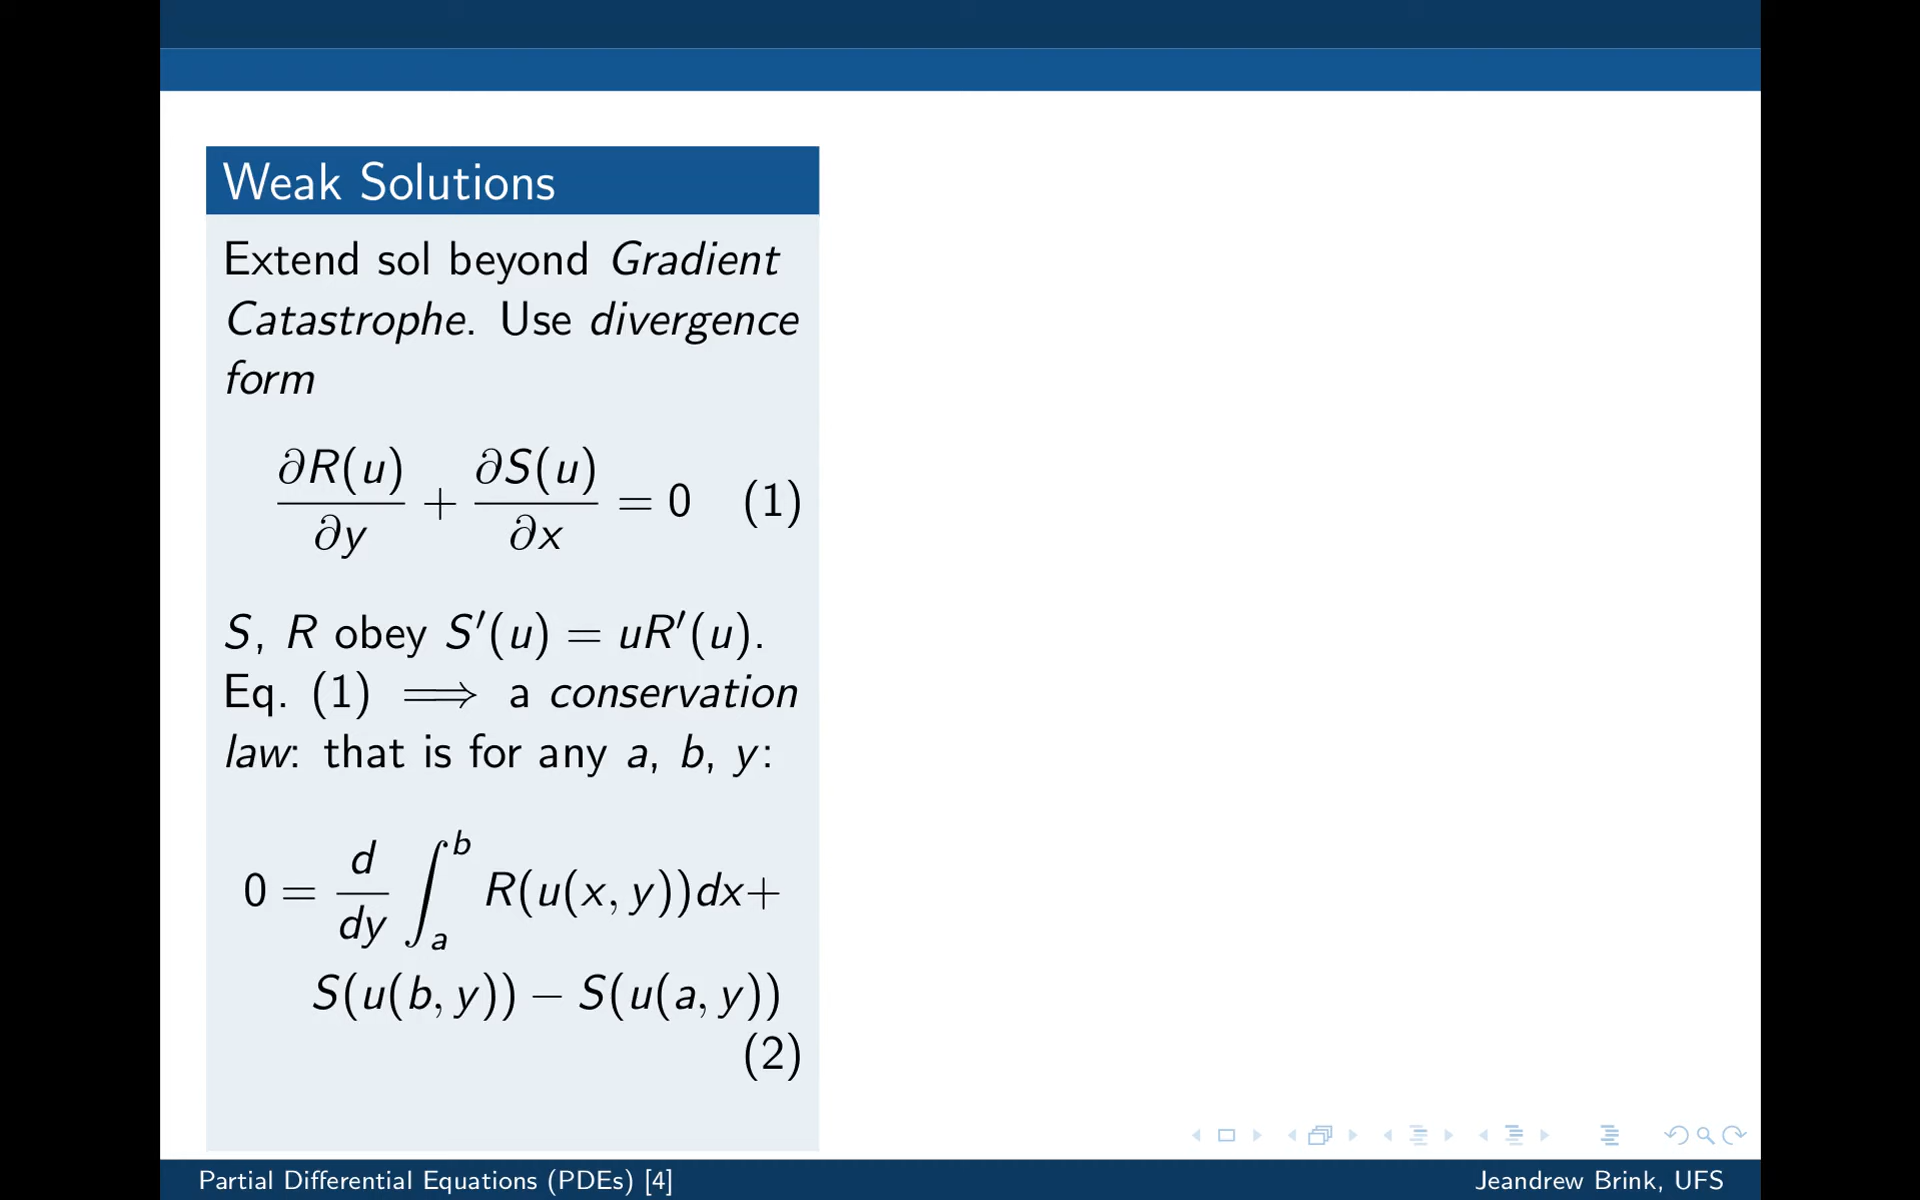 Weak Solutions
Extend sol beyond Gradient
Catastrophe. Use divergence
form
∂R(u)/∂y + ∂S(u)/∂x = 0 (1)
S, R obey S′(u) = uR′(u).
Eq. (1) ⟹ a conservation
law: that is for any a, b, y:
0 = d/dy ∫_a^b R(u(x, y))dx+
S(u(b, y)) − S(u(a, y))
(2)
Partial Differential Equations (PDEs) [4]
Jeandrew Brink, UFS